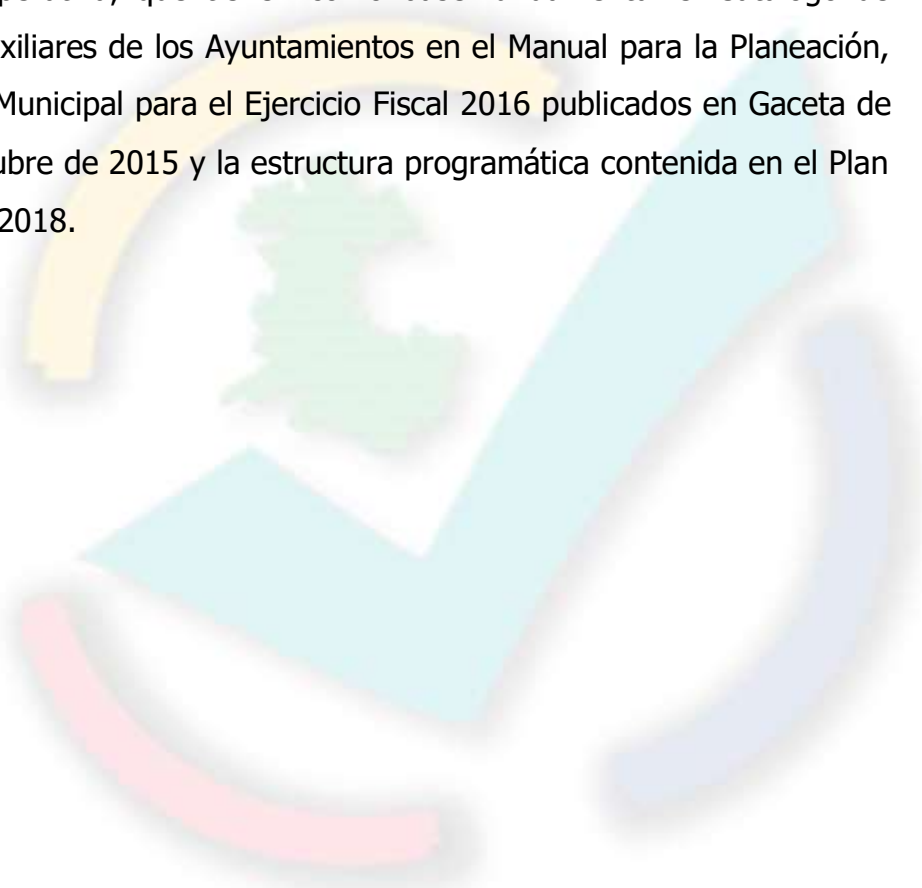 xiliares de los Ayuntamientos en el Manual para la Planeación,
Municipal para el Ejercicio Fiscal 2016 publicados en Gaceta de
ubre de 2015 y la estructura programática contenida en el Plan
2018.